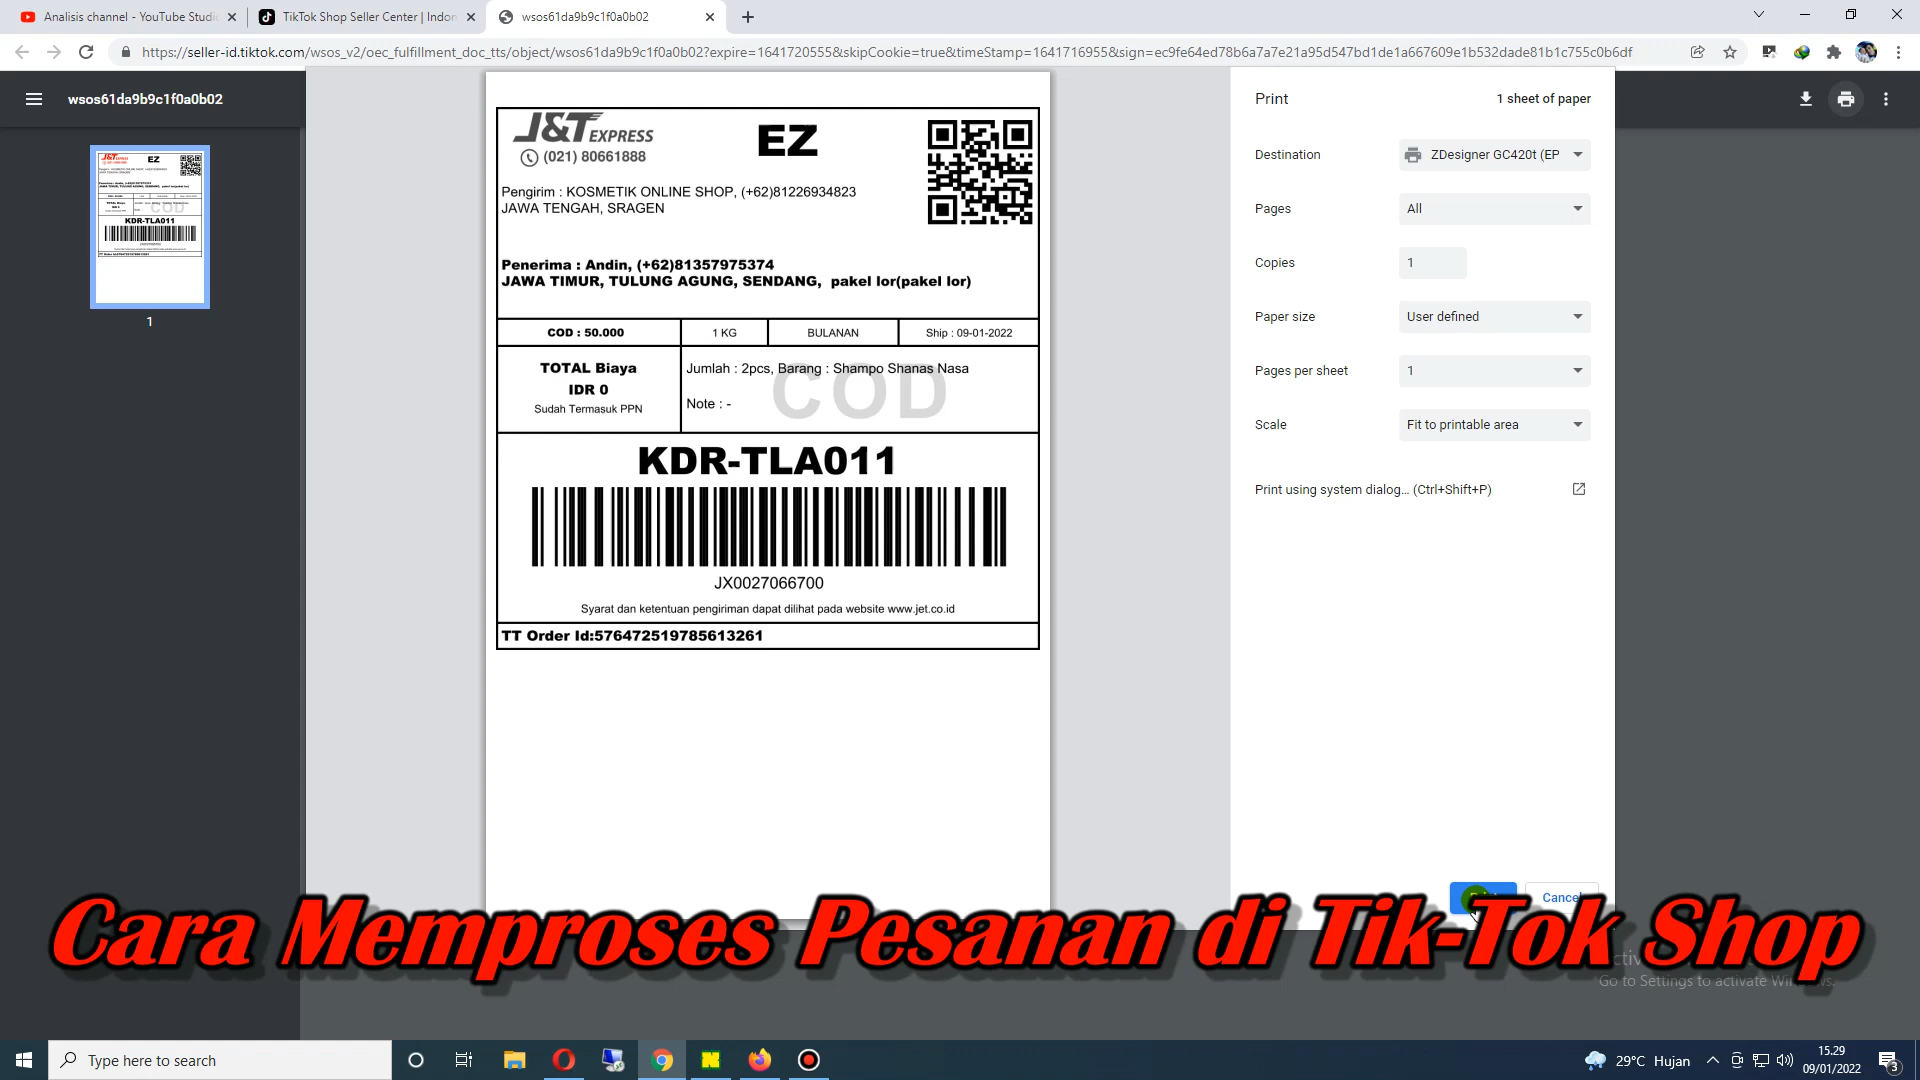 Analisis channel - YouTube Studi
TikTok Shop Seller Center | Indon
wsos61da9b9c1f0a0b02
https://seller-id.tiktok.com/wsos_v2/oec_fulfillment_doc_tts/object/wsos61da9b9c1f0a0b02?expire=1641720555&skipCookie=true&timeStamp=1641716955&sign=ec9fe64ed78b6a7a7e21a95d547bd1de1a667609e1b532dade81b1c755c0b6df
wsos61da9b9c1f0a0b02
1
J&T EXPRESS
(021) 80661888
EZ
Pengirim : KOSMETIK ONLINE SHOP, (+62)81226934823
JAWA TENGAH, SRAGEN
Penerima : Andin, (+62)81357975374
JAWA TIMUR, TULUNG AGUNG, SENDANG, pakel lor(pakel lor)
COD : 50.000
1 KG
BULANAN
Ship : 09-01-2022
TOTAL Biaya
IDR 0
Sudah Termasuk PPN
Jumlah : 2pcs, Barang : Shampo Shanas Nasa
COD
Note : -
KDR-TLA011
JX0027066700
Syarat dan ketentuan pengiriman dapat dilihat pada website www.jet.co.id
TT Order Id:576472519785613261
Print
1 sheet of paper
Destination
ZDesigner GC420t (EP
Pages
All
Copies
1
Paper size
User defined
Pages per sheet
1
Scale
Fit to printable area
Print using system dialog... (Ctrl+Shift+P)
Cancel
Cara Memproses Pesanan di Tik-Tok Shop
Go to Settings to activate Windows.
Type here to search
29°C Hujan
15.29
09/01/2022
3